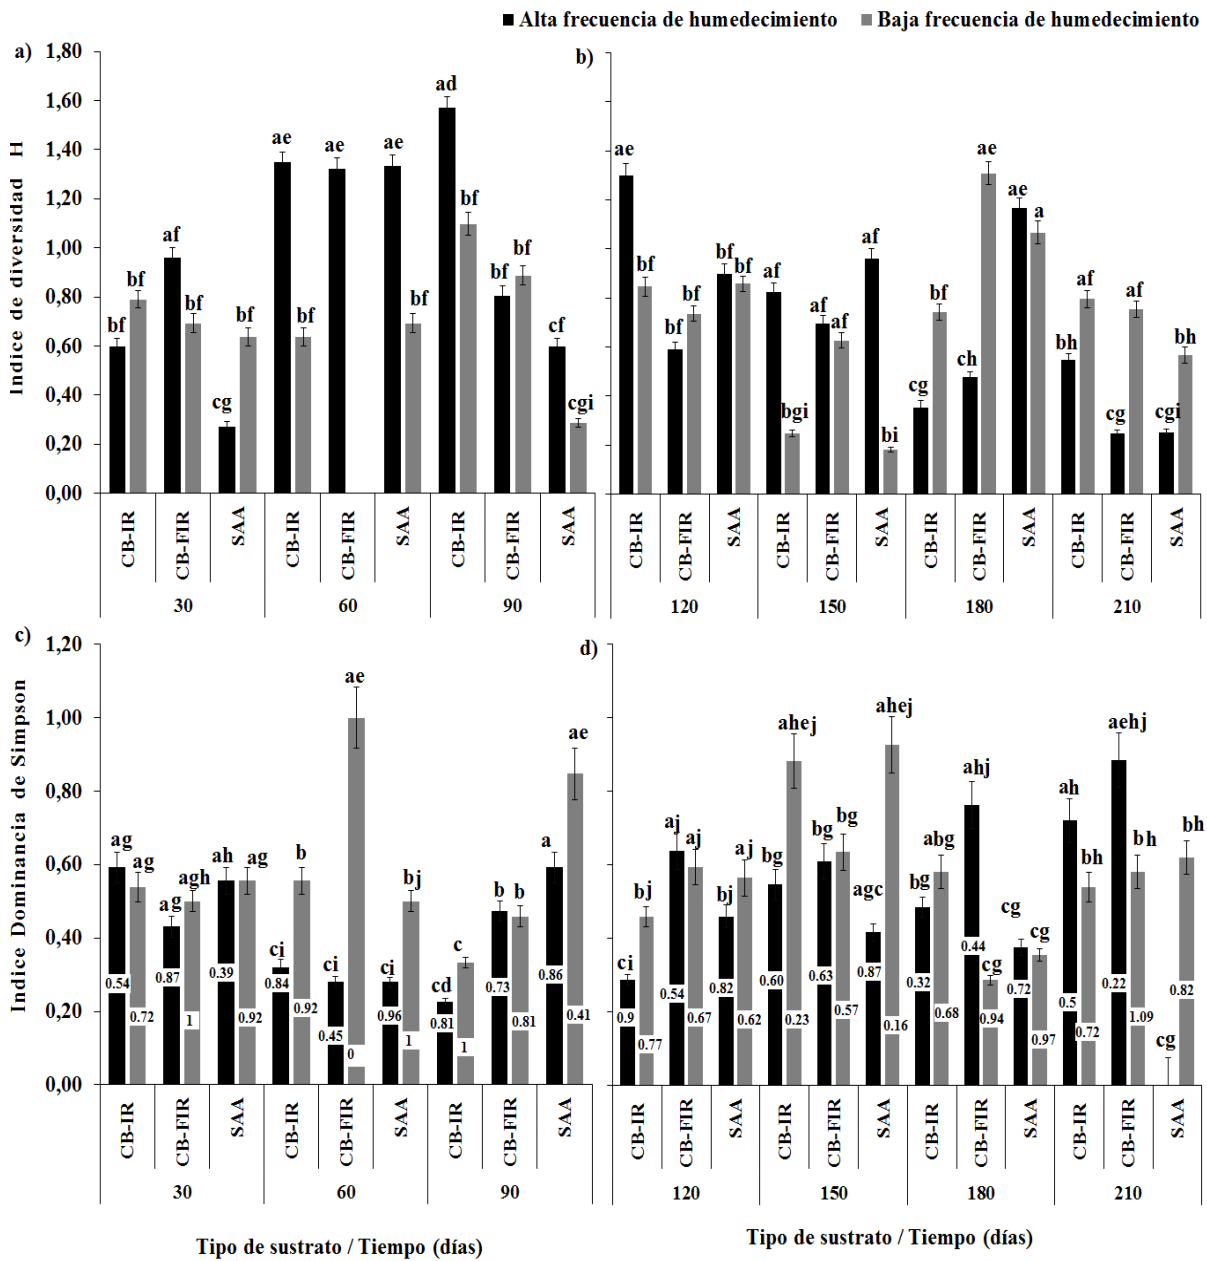 ■ Alta frecuencia de humedecimiento ■ Baja frecuencia de humedecimiento
a)
Indice de diversidad H
1,80
1,60
1,40
1,20
1,00
0,80
0,60
0,40
0,20
0,00
bf bf af bf cg bf ae bf ae ae bf ad bf bf bf cf cgi
CB-IR CB-FIR SAA CB-IR CB-FIR SAA CB-IR CB-FIR SAA
30 60 90
b)
ae bf bf bf bf bf af bgi af af af bi cg bf ch ae ae a bh af cg af cgi bh
CB-IR CB-FIR SAA CB-IR CB-FIR SAA CB-IR CB-FIR SAA CB-IR CB-FIR SAA
120 150 180 210
c)
Indice Dominancia de Simpson
1,20
1,00
0,80
0,60
0,40
0,20
0,00
ag ag ag agh ah ag ci b ci ae ci bj cd c b b a ae
0.54 0.72 0.87 1 0.39 0.92 0.84 0.92 0.45 0 0.96 1 0.81 1 0.73 0.81 0.86 0.41
CB-IR CB-FIR SAA CB-IR CB-FIR SAA CB-IR CB-FIR SAA
30 60 90
Tipo de sustrato / Tiempo (días)
d)
ci bj aj aj bj aj bg ahej bg bg agc ahej bg abg ahj cg cg cg ah bh aehj bh cg bh
0.9 0.77 0.54 0.67 0.82 0.62 0.60 0.23 0.63 0.57 0.87 0.16 0.32 0.68 0.44 0.94 0.72 0.97 0.5 0.72 0.22 1.09 0.82
CB-IR CB-FIR SAA CB-IR CB-FIR SAA CB-IR CB-FIR SAA CB-IR CB-FIR SAA
120 150 180 210
Tipo de sustrato / Tiempo (días)